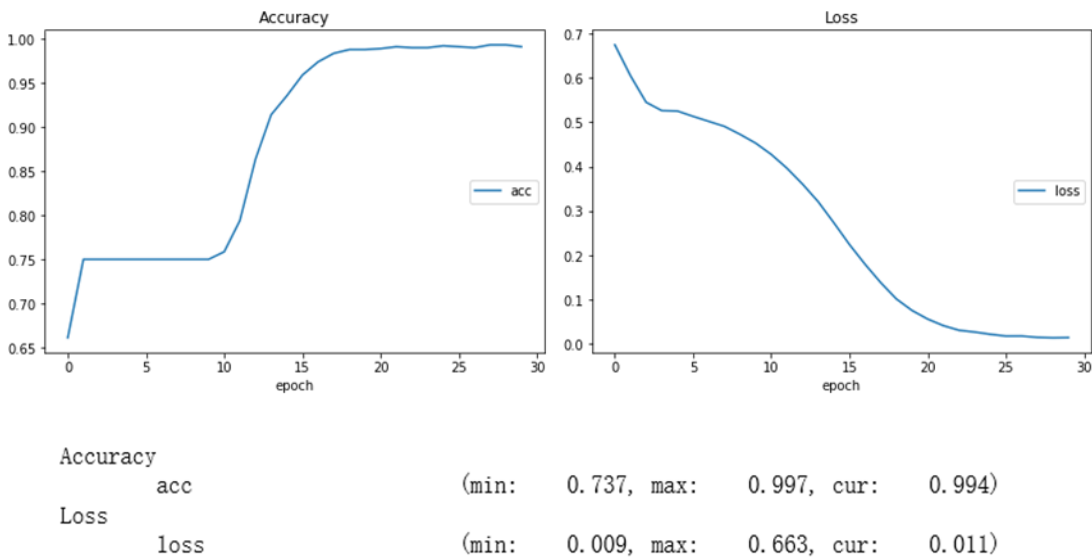 Accuracy
1.00
0.95
0.90
0.85
0.80
0.75
0.70
0.65
acc
0 5 10 15 20 25 30
epoch
Loss
0.7
0.6
0.5
0.4
0.3
0.2
0.1
0.0
loss
0 5 10 15 20 25 30
epoch
Accuracy
acc (min: 0.737, max: 0.997, cur: 0.994)
Loss
loss (min: 0.009, max: 0.663, cur: 0.011)